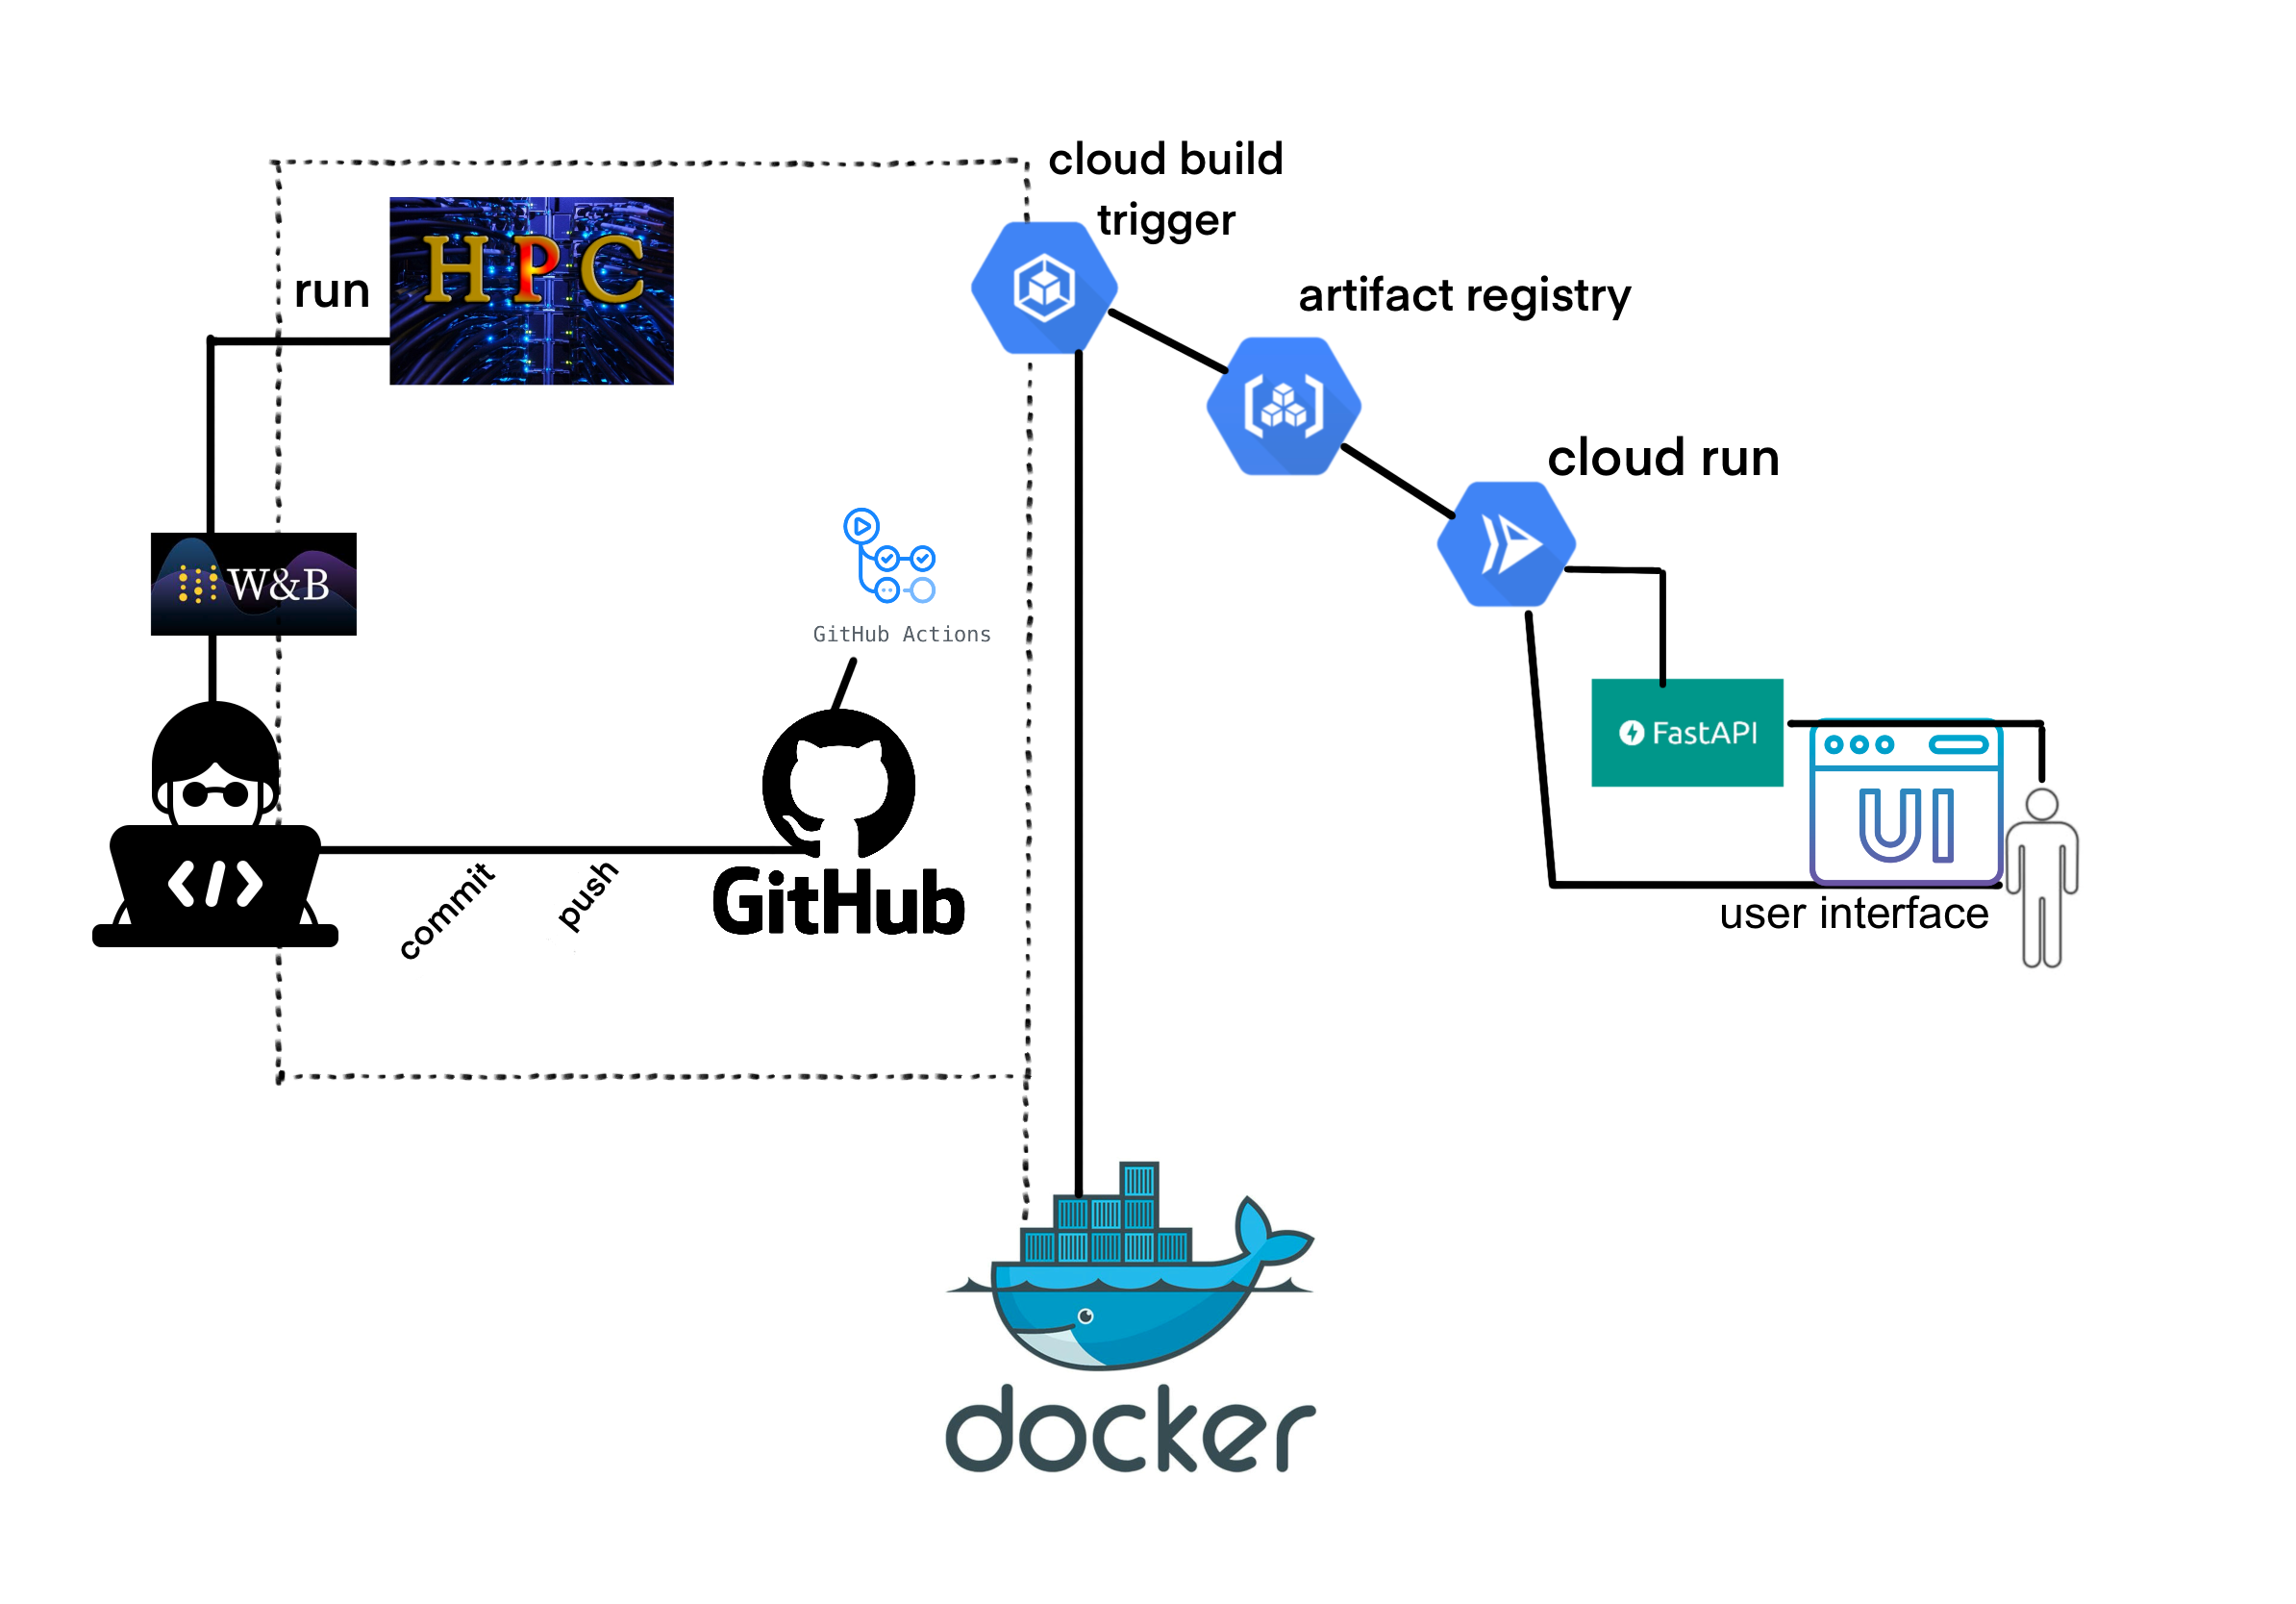 cloud build
trigger
HPC
run
artifact registry
cloud run
W&B
GitHub Actions
FastAPI
UI
</>
GitHub
commit
push
user interface
docker